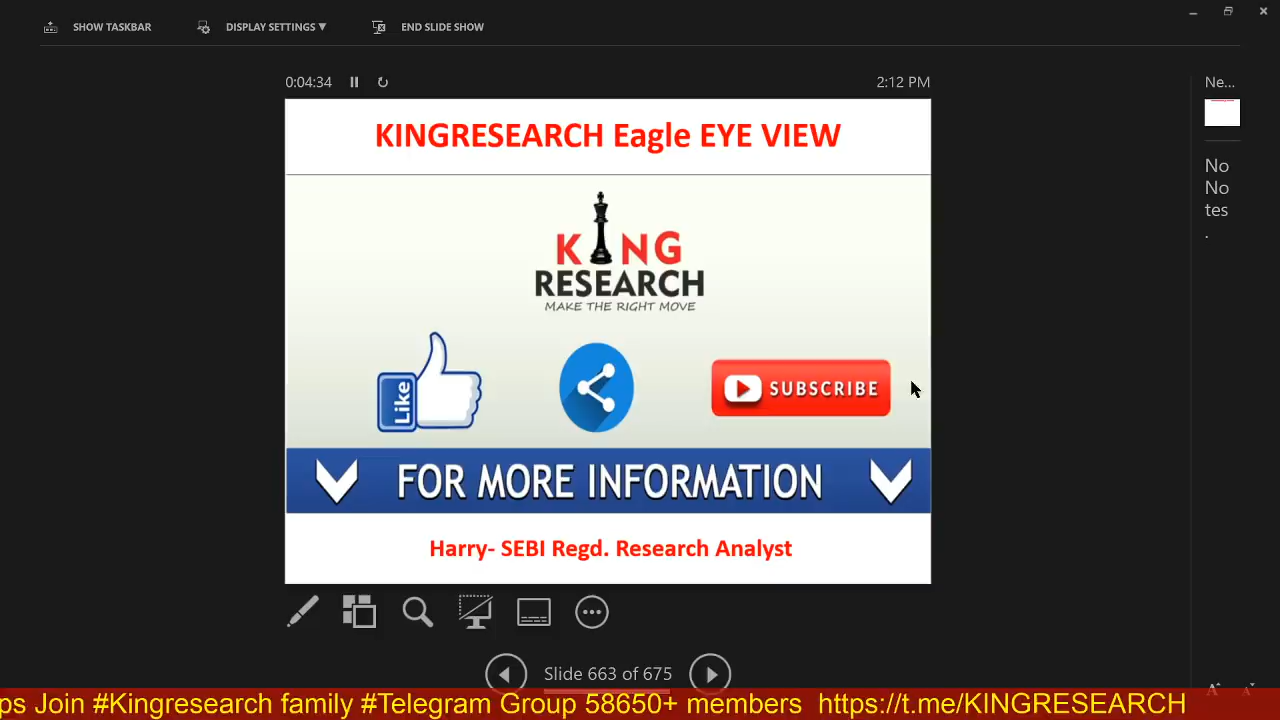 SHOW TASKBAR DISPLAY SETTINGS ▼ END SLIDE SHOW
0:04:34 2:12 PM
Ne...
KINGRESEARCH Eagle EYE VIEW
KING
RESEARCH
MAKE THE RIGHT MOVE
Like
SUBSCRIBE
FOR MORE INFORMATION
Harry- SEBI Regd. Research Analyst
No
No
tes
.
Slide 663 of 675
A A
ps Join #Kingresearch family #Telegram Group 58650+ members https://t.me/KINGRESEARCH